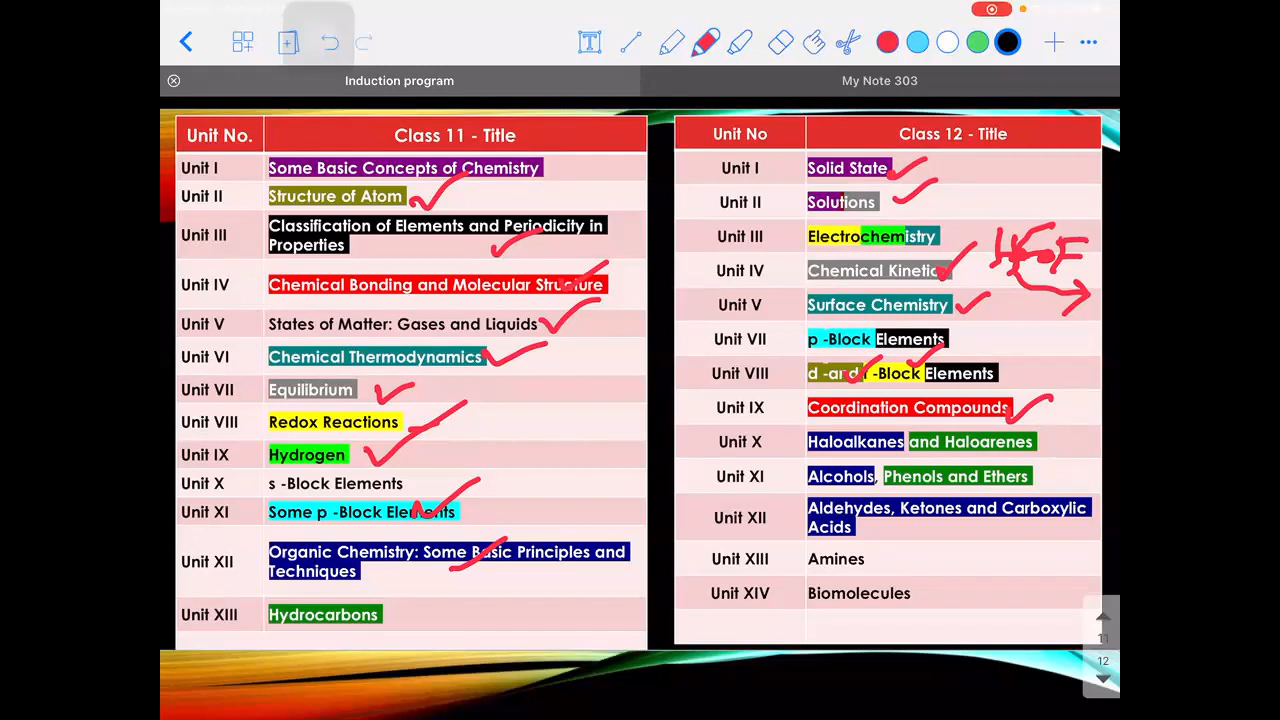 T
Induction program
My Note 303
Unit No. Class 11 - Title
Unit I Some Basic Concepts of Chemistry
Unit II Structure of Atom
Unit III Classification of Elements and Periodicity in
Properties
Unit IV Chemical Bonding and Molecular Structure
Unit V States of Matter: Gases and Liquids
Unit VI Chemical Thermodynamics
Unit VII Equilibrium
Unit VIII Redox Reactions
Unit IX Hydrogen
Unit X s -Block Elements
Unit XI Some p -Block Elements
Unit XII Organic Chemistry: Some Basic Principles and
Techniques
Unit XIII Hydrocarbons
Unit No Class 12 - Title
Unit I Solid State
Unit II Solutions
Unit III Electrochemistry
Unit IV Chemical Kinetic
Unit V Surface Chemistry
Unit VII p -Block Elements
Unit VIII d -and f -Block Elements
Unit IX Coordination Compounds
Unit X Haloalkanes and Haloarenes
Unit XI Alcohols, Phenols and Ethers
Unit XII Aldehydes, Ketones and Carboxylic
Acids
Unit XIII Amines
Unit XIV Biomolecules
11
12